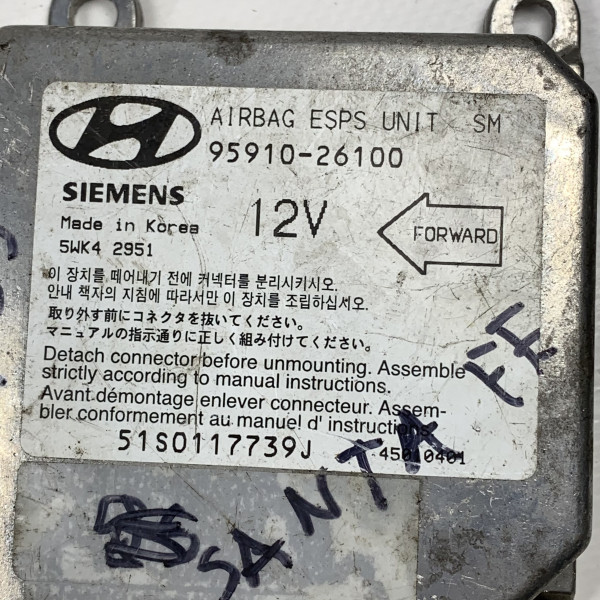 AIRBAG ESPS UNIT SM
95910-26100
SIEMENS
12V
FORWARD
Made in Korea
5WK4 2951
이 장치를 떼어내기 전에 커넥터를 분리시키시오.
안내 책자의 지침에 따라서만 이 장치를 조립하십시오.
取り外す前にコネクタを抜いてください。
マニュアルの指示通りに正しく組み付けてください。
Detach connector before unmounting. Assemble
strictly according to manual instructions.
Avant démontage enlever connecteur. Assem-
bler conformement au manuel d' instructions.
51S0117739J
45010401
SANTA FE